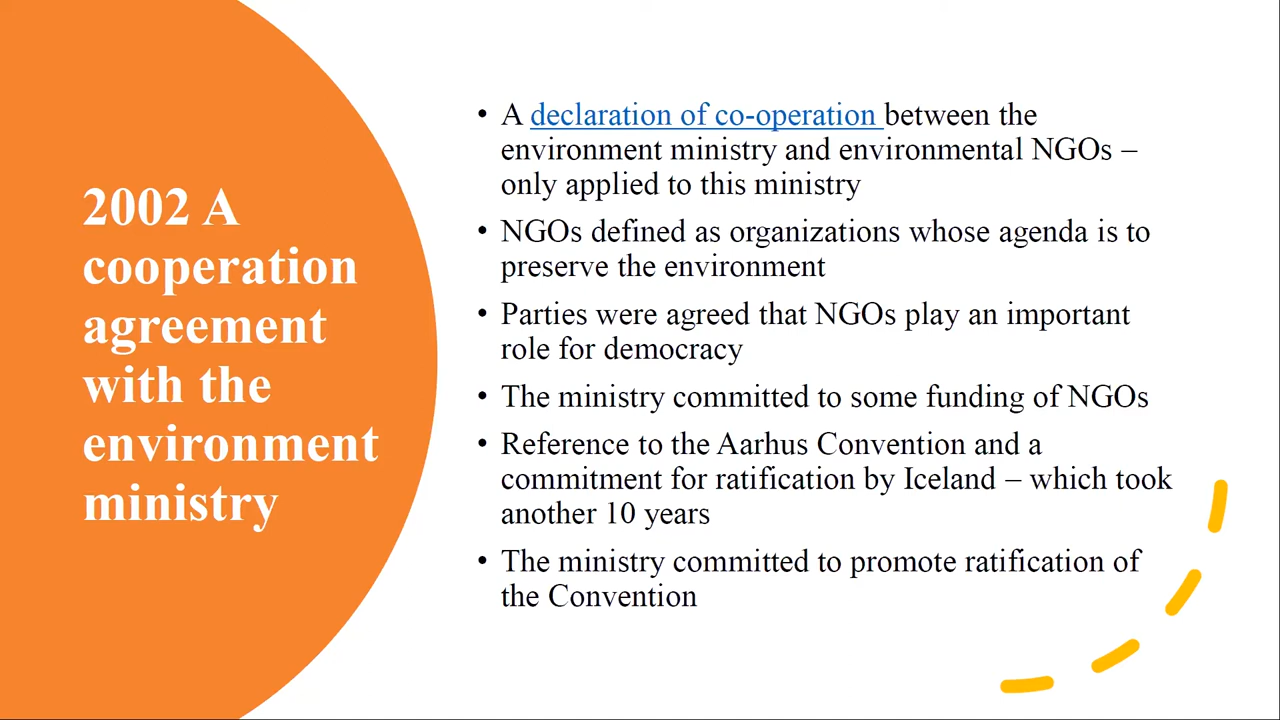 2002 A
cooperation
agreement
with the
environment
ministry
• A declaration of co-operation between the
environment ministry and environmental NGOs –
only applied to this ministry
• NGOs defined as organizations whose agenda is to
preserve the environment
• Parties were agreed that NGOs play an important
role for democracy
• The ministry committed to some funding of NGOs
• Reference to the Aarhus Convention and a
commitment for ratification by Iceland – which took
another 10 years
• The ministry committed to promote ratification of
the Convention